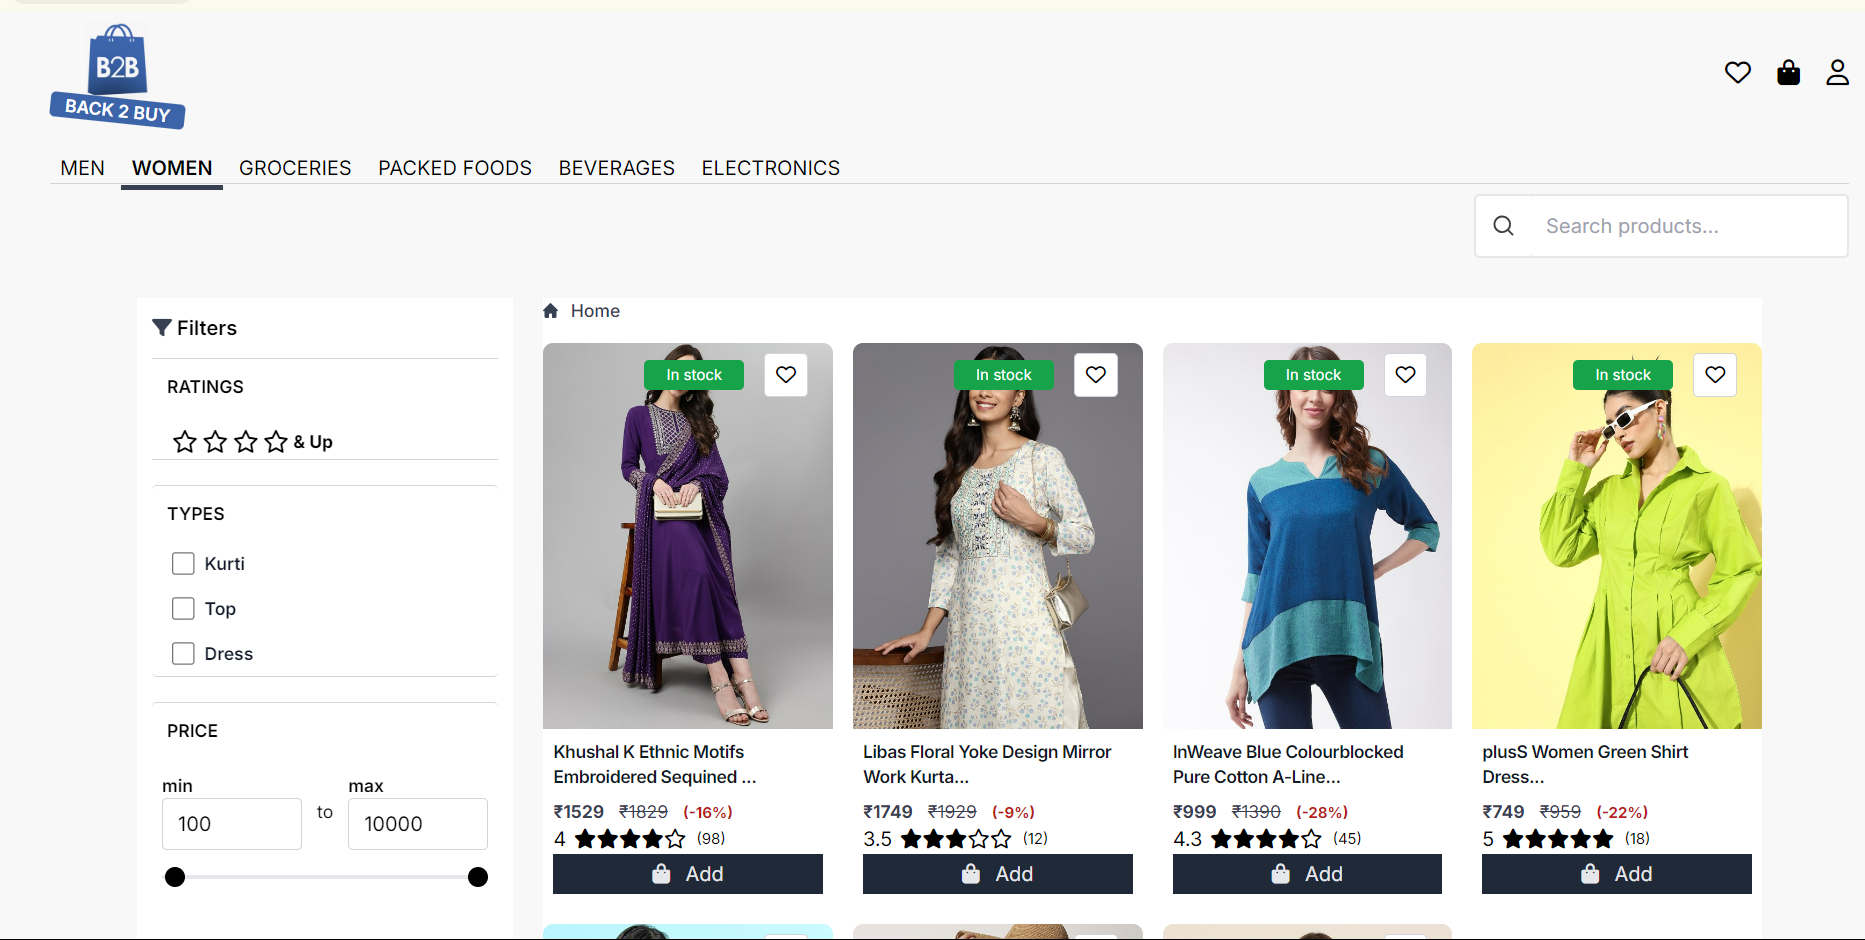 B2B
BACK 2 BUY
MEN WOMEN GROCERIES PACKED FOODS BEVERAGES ELECTRONICS
Search products...
Filters
RATINGS
& Up
TYPES
Kurti
Top
Dress
PRICE
min
max
100
to
10000
Home
In stock
Khushal K Ethnic Motifs
Embroidered Sequined ...
₹1529 ₹1829 (-16%)
4 (98)
Add
In stock
Libas Floral Yoke Design Mirror
Work Kurta...
₹1749 ₹1929 (-9%)
3.5 (12)
Add
In stock
InWeave Blue Colourblocked
Pure Cotton A-Line...
₹999 ₹1390 (-28%)
4.3 (45)
Add
In stock
plusS Women Green Shirt
Dress...
₹749 ₹959 (-22%)
5 (18)
Add